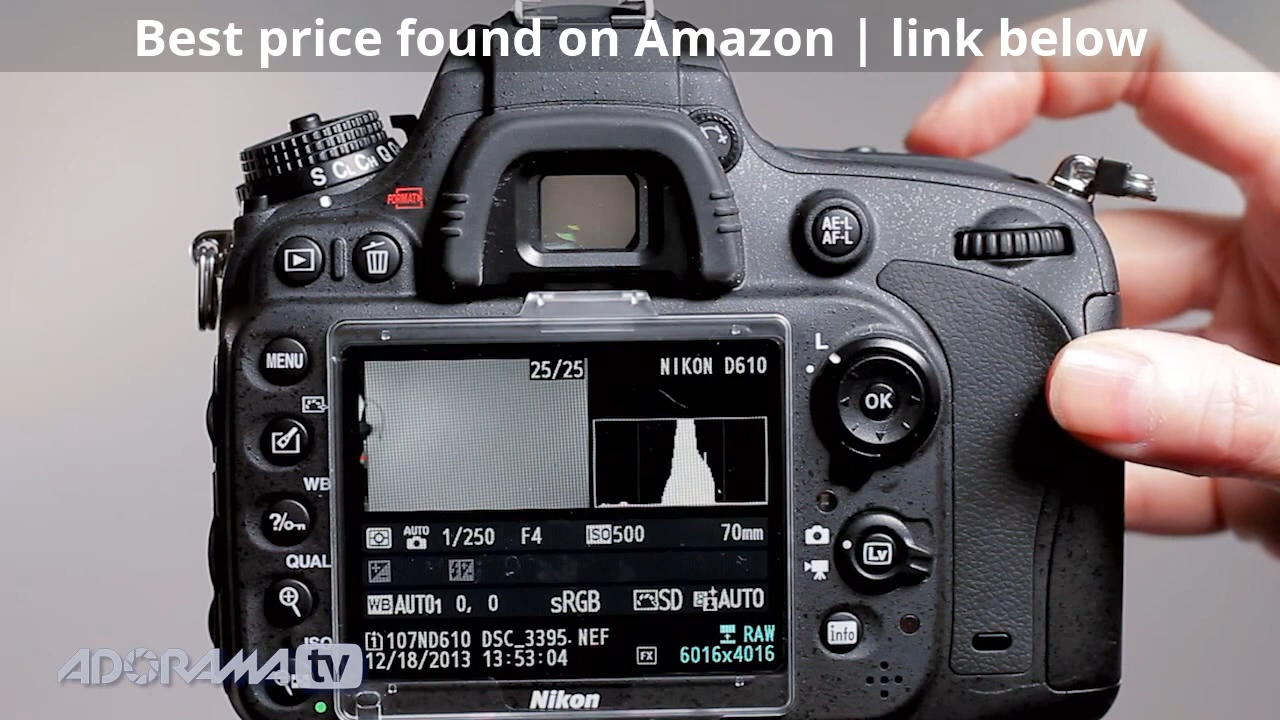 Best price found on Amazon | link below
S CL CH Q
FORMAT
AE-L
AF-L
MENU
25/25
NIKON D610
L
OK
WB
?/
AUTO
1/250 F4 ISO500 70mm
QUAL
Lv
WB AUTO1 0, 0 sRGB SD AUTO
info
107ND610 DSC_3395.NEF RAW
12/18/2013 13:53:04 FX 6016x4016
ISO
ADORAMA tv
Nikon